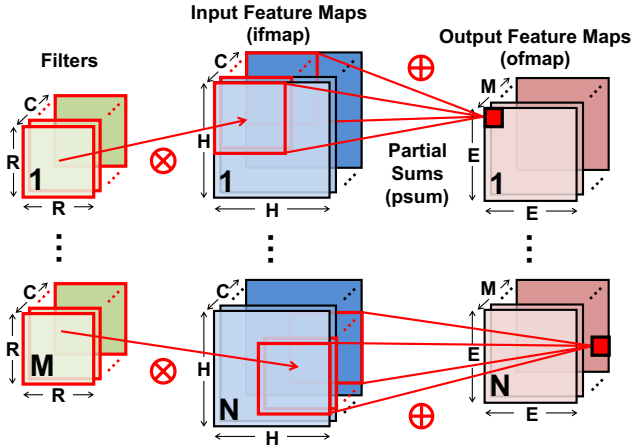 Input Feature Maps
(ifmap)
Output Feature Maps
(ofmap)
Filters
C
R
1
R
C
H
1
H
Partial
Sums
(psum)
M
E
1
E
C
R
M
R
C
H
N
H
M
E
N
E